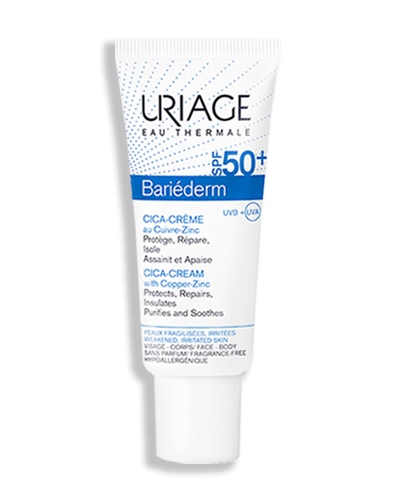 URIAGE
EAU THERMALE
SPF 50+
Bariéderm
UVB + UVA
CICA-CRÈME
au Cuivre-Zinc
Protège, Répare,
Isole
Assainit et Apaise
CICA-CREAM
with Copper-Zinc
Protects, Repairs,
Insulates
Purifies and Soothes
PEAUX FRAGILISÉES, IRRITÉES
WEAKENED, IRRITATED SKIN
VISAGE - CORPS/ FACE - BODY
SANS PARFUM/ FRAGRANCE-FREE
HYPOALLERGÉNIQUE